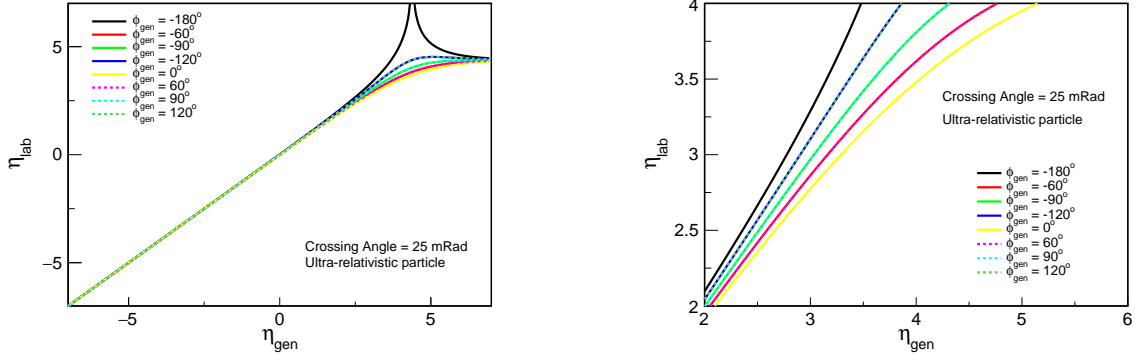 ϕgen = -180°
ϕgen = -60°
ϕgen = -90°
ϕgen = -120°
ϕgen = 0°
ϕgen = 60°
ϕgen = 90°
ϕgen = 120°
5
0
−5
ηlab
Crossing Angle = 25 mRad
Ultra-relativistic particle
−5
0
5
ηgen
4
3.5
3
2.5
2
ηlab
Crossing Angle = 25 mRad
Ultra-relativistic particle
ϕgen = -180°
ϕgen = -60°
ϕgen = -90°
ϕgen = -120°
ϕgen = 0°
ϕgen = 60°
ϕgen = 90°
ϕgen = 120°
2
3
4
5
6
ηgen